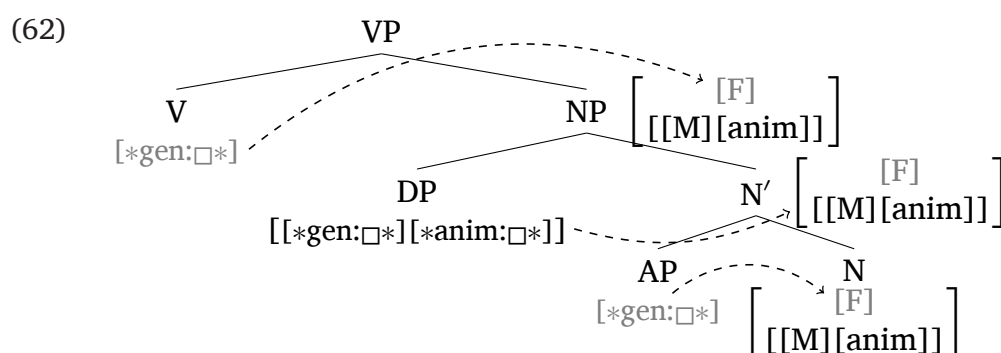 (62)
VP
V
[∗gen:□∗]
NP
[F]
[[M][anim]]
DP
[[∗gen:□∗][∗anim:□∗]]
N′
[F]
[[M][anim]]
AP
[∗gen:□∗]
N
[F]
[[M][anim]]